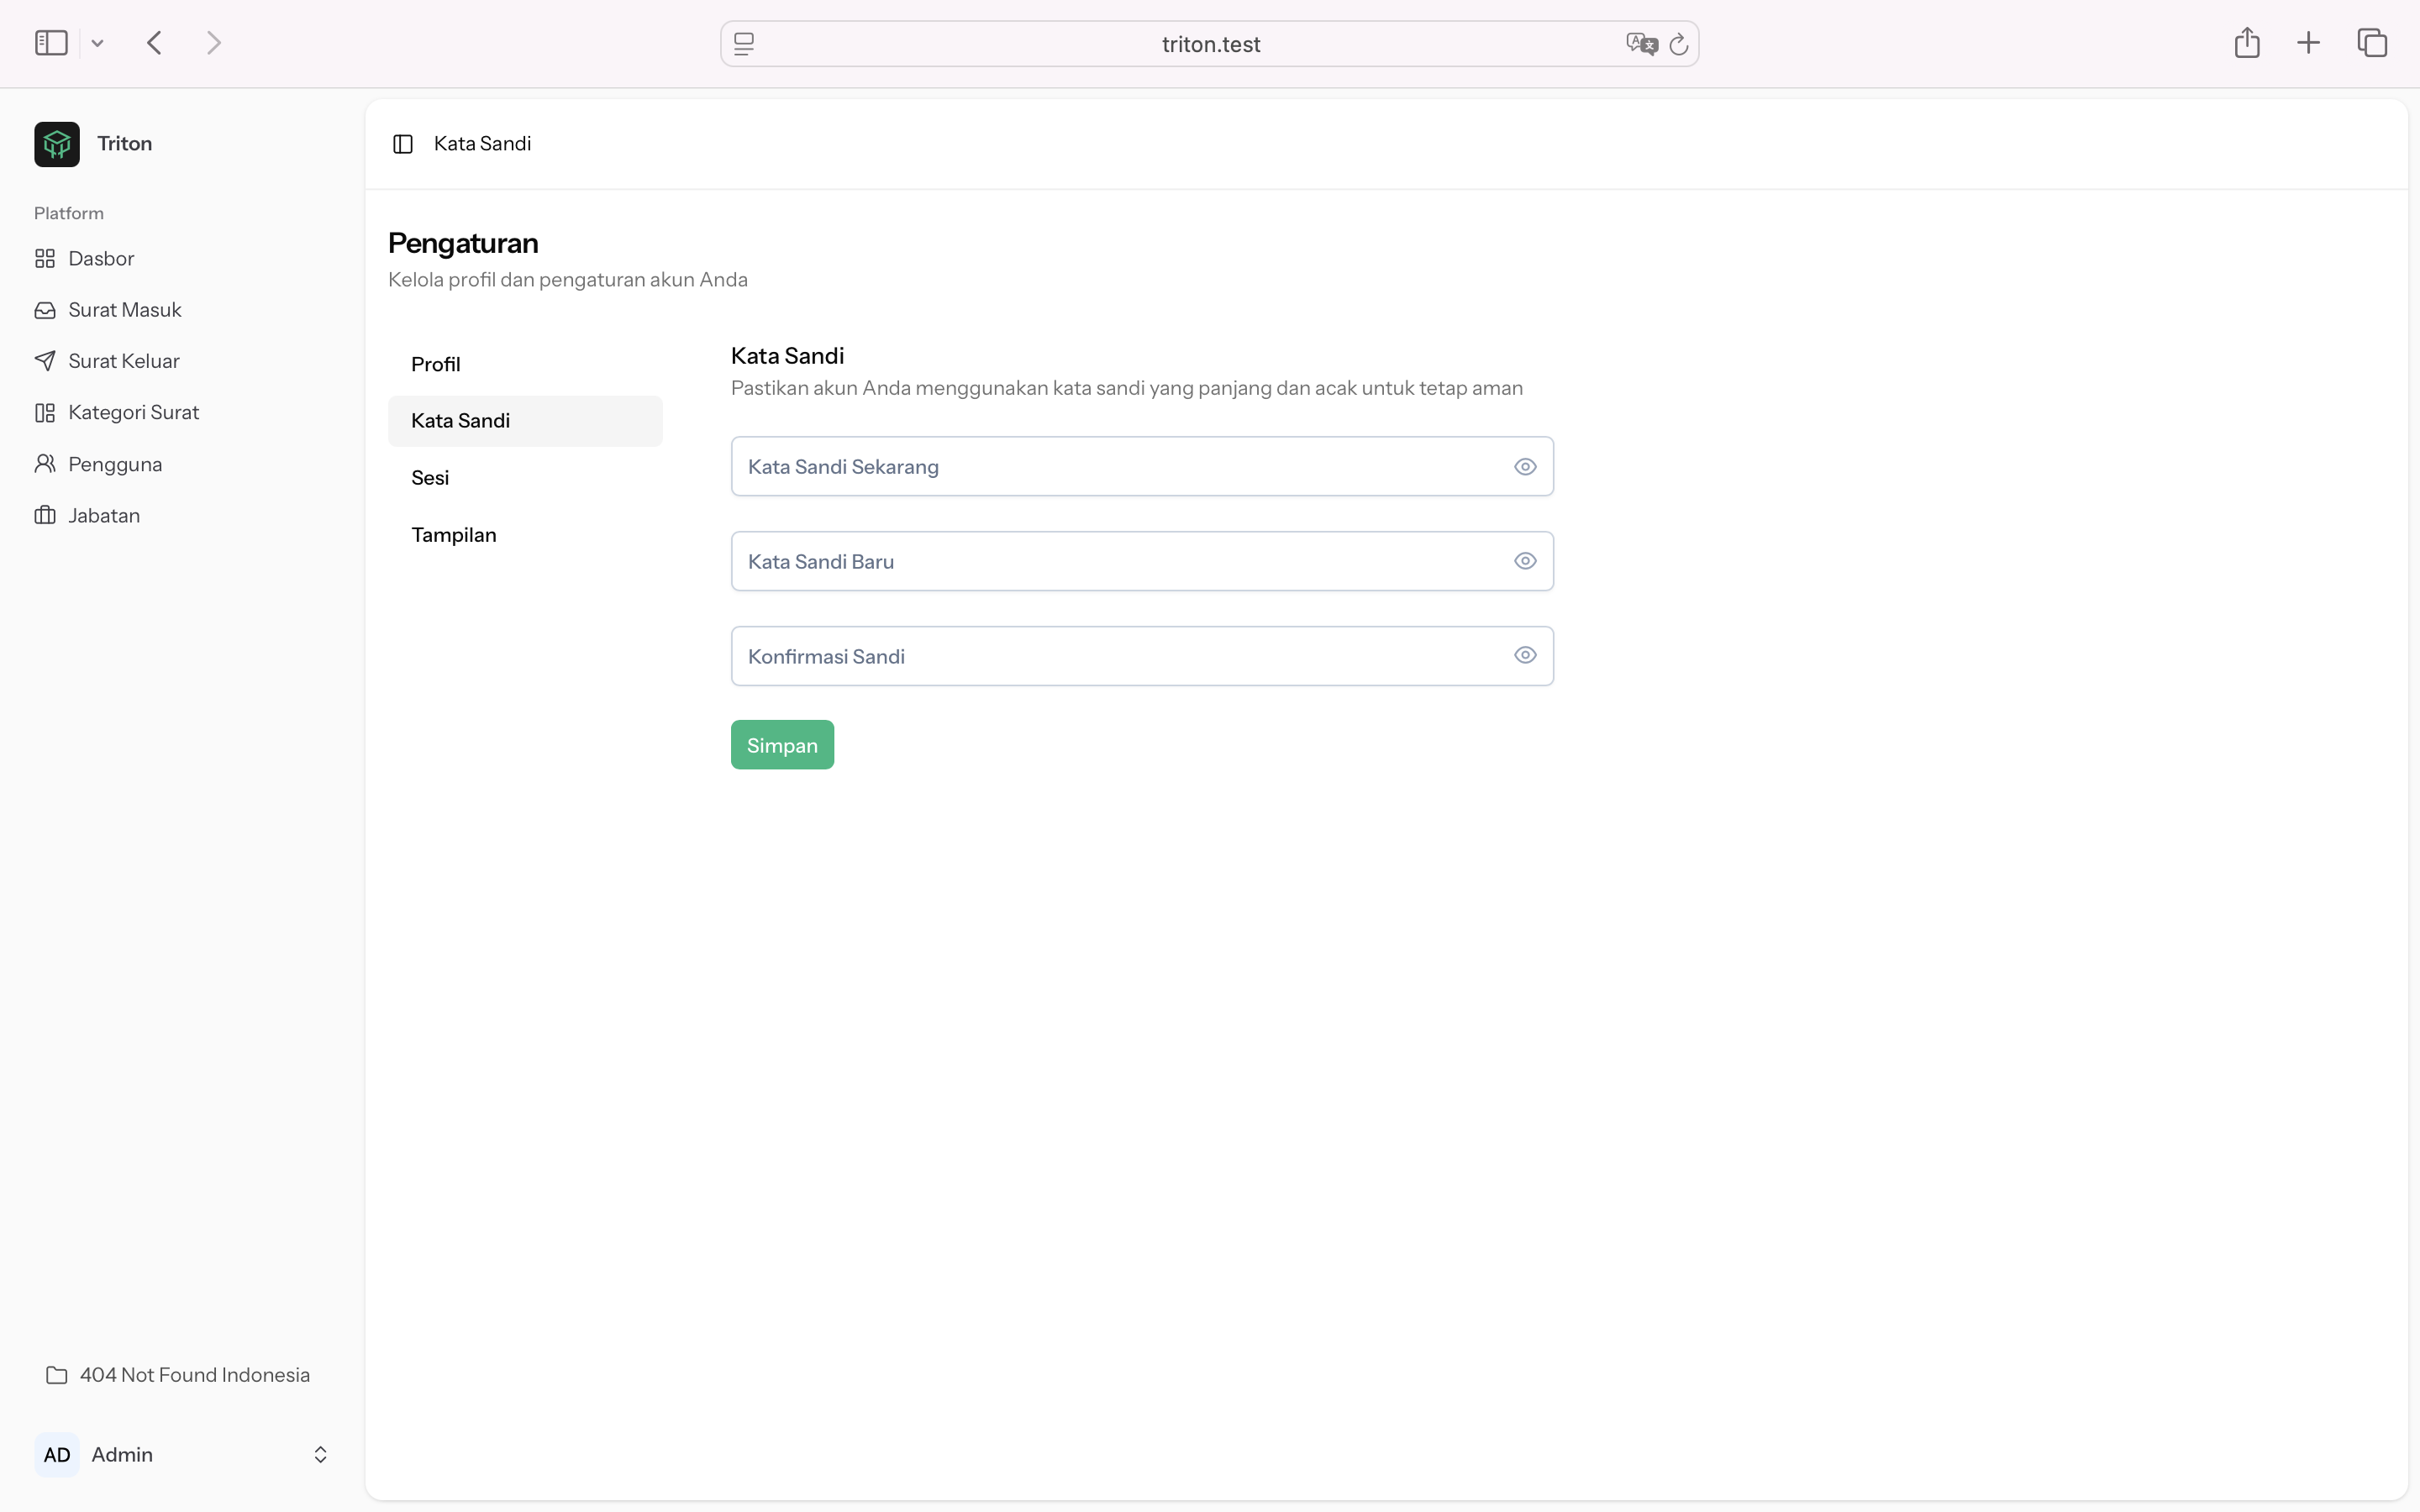 triton.test
Triton
Kata Sandi
Platform
Dasbor
Surat Masuk
Surat Keluar
Kategori Surat
Pengguna
Jabatan
Pengaturan
Kelola profil dan pengaturan akun Anda
Profil
Kata Sandi
Sesi
Tampilan
Kata Sandi
Pastikan akun Anda menggunakan kata sandi yang panjang dan acak untuk tetap aman
Kata Sandi Sekarang
Kata Sandi Baru
Konfirmasi Sandi
Simpan
404 Not Found Indonesia
AD Admin